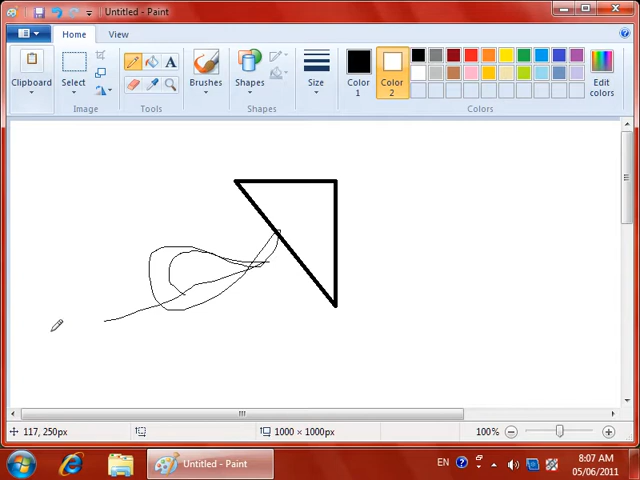 Untitled - Paint
Home
View
Clipboard
Select
Image
Tools
Brushes
Shapes
Shapes
Size
Color 1
Color 2
Edit colors
Colors
117, 250px
1000 × 1000px
100%
Untitled - Paint
EN
8:07 AM
05/06/2011